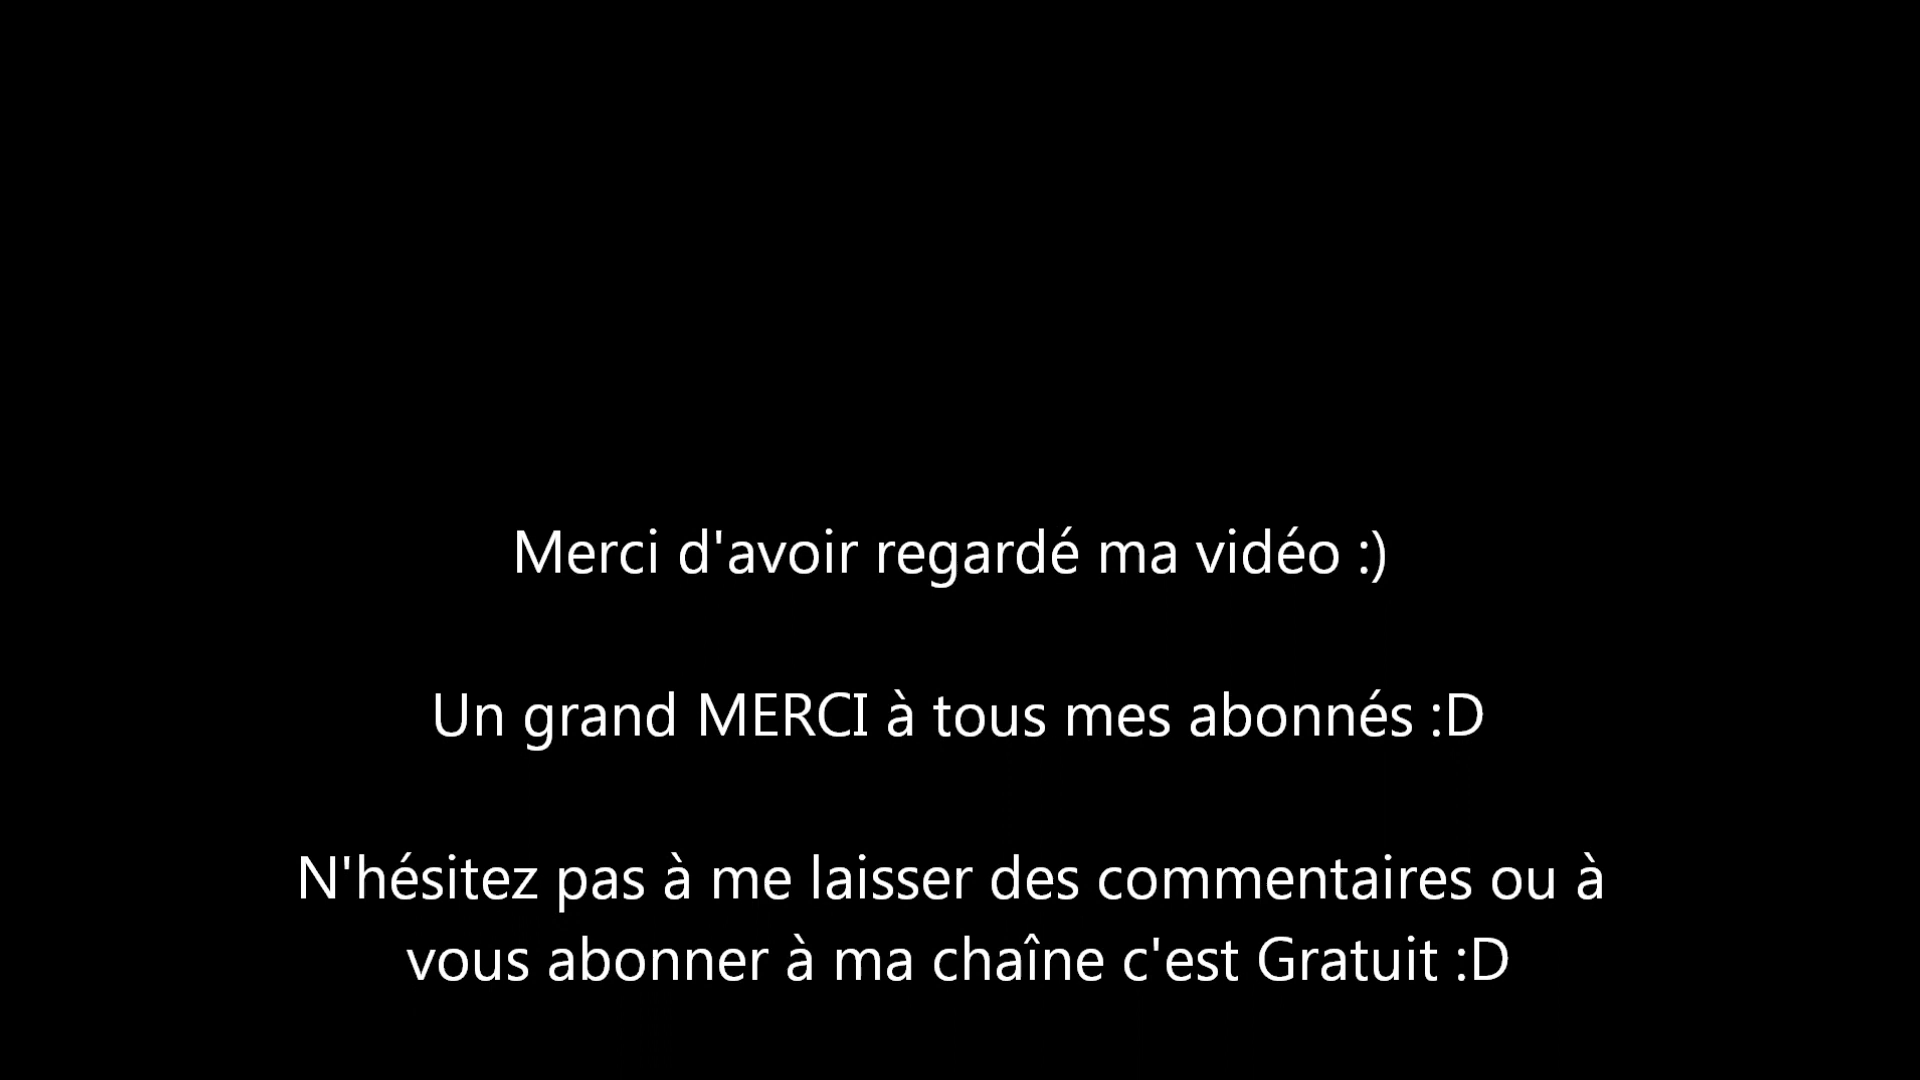 Merci d'avoir regardé ma vidéo :)
Un grand MERCI à tous mes abonnés :D
N'hésitez pas à me laisser des commentaires ou à
vous abonner à ma chaîne c'est Gratuit :D